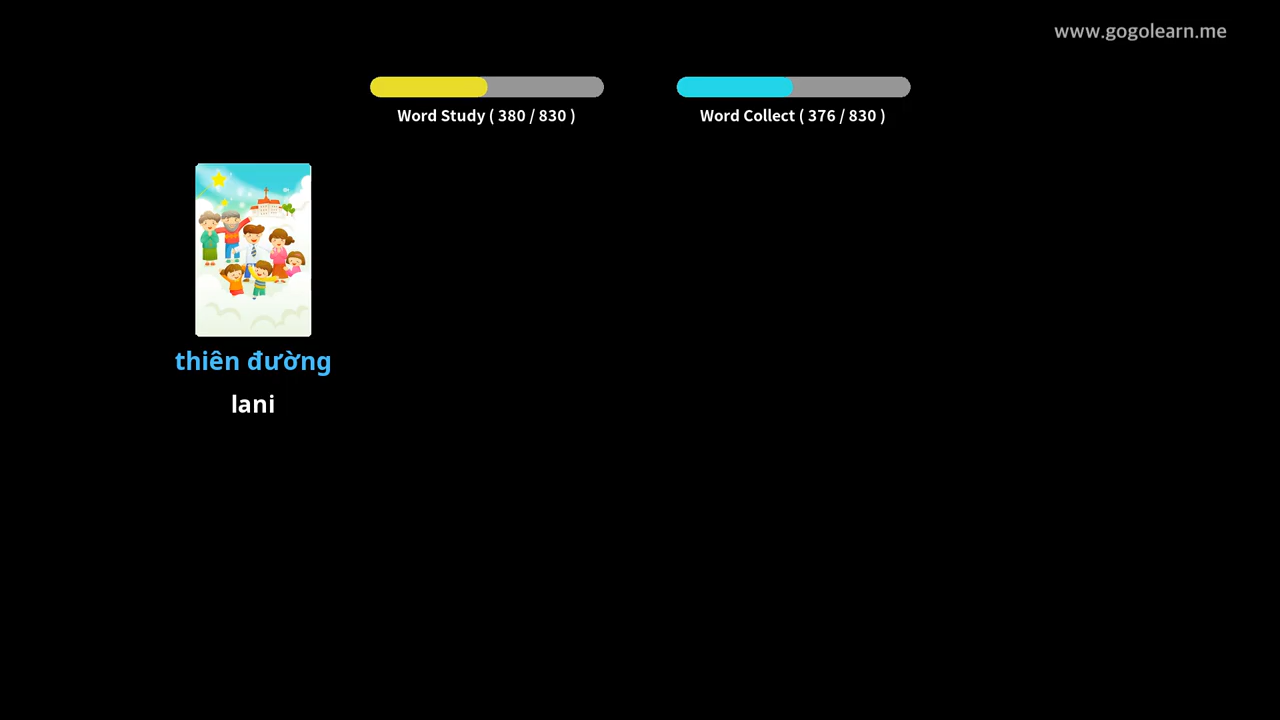 www.gogolearn.me
Word Study ( 380 / 830 )
Word Collect ( 376 / 830 )
thiên đường
lani